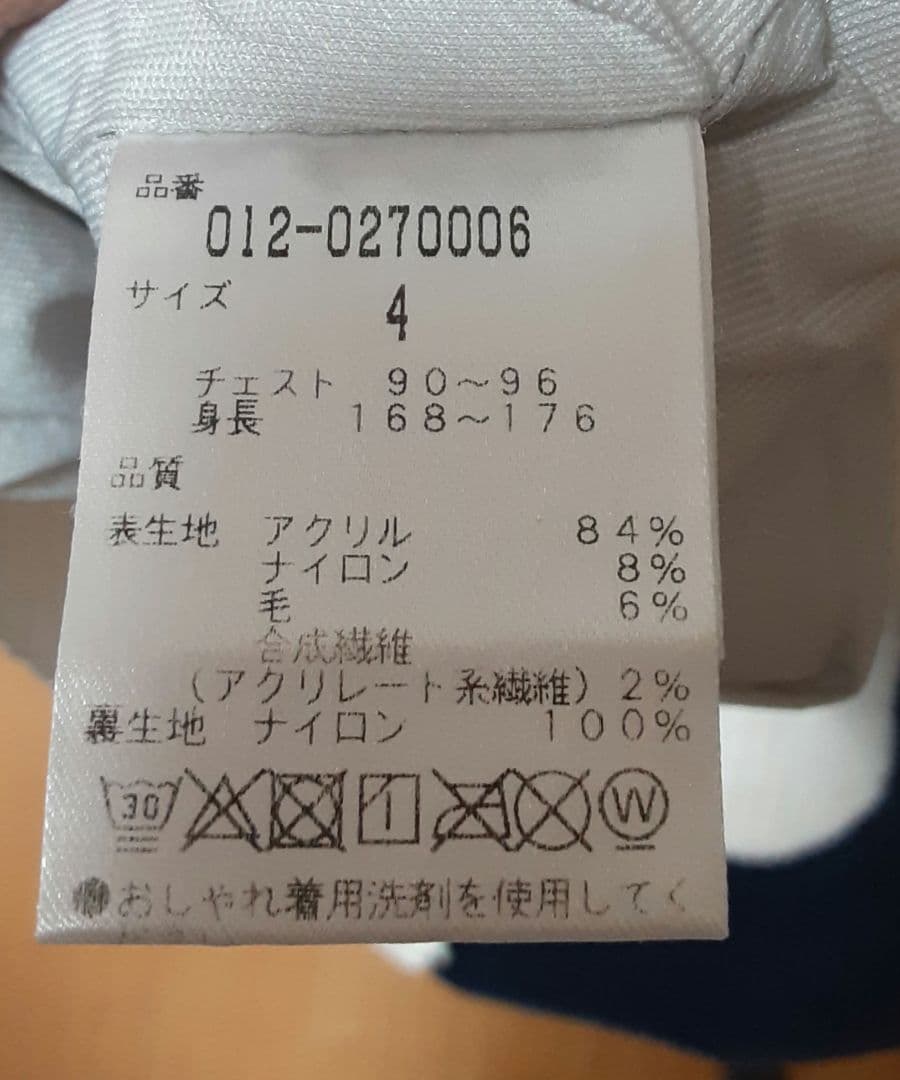 品番
012-0270006
サイズ 4
チェスト 90～96
身長 168～176
品質
表生地 アクリル 84%
ナイロン 8%
毛 6%
合成繊維
(アクリレート系繊維) 2%
裏生地 ナイロン 100%
30 W
●おしゃれ着用洗剤を使用してく